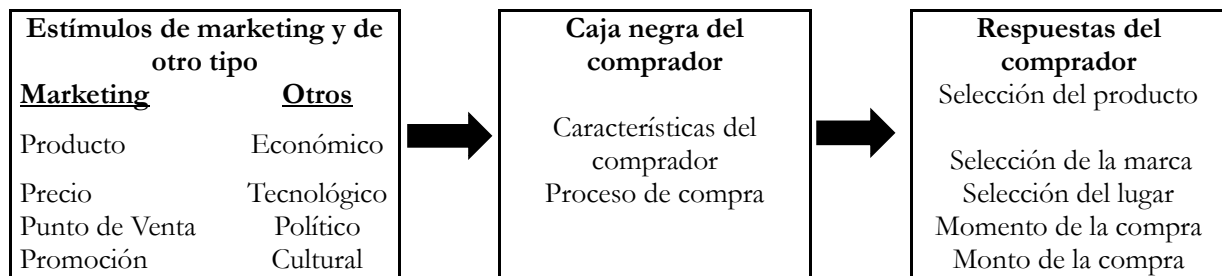 Estímulos de marketing y de
otro tipo
Marketing Otros
Producto Económico
Precio Tecnológico
Punto de Venta Político
Promoción Cultural
Caja negra del
comprador
Características del
comprador
Proceso de compra
Respuestas del
comprador
Selección del producto
Selección de la marca
Selección del lugar
Momento de la compra
Monto de la compra